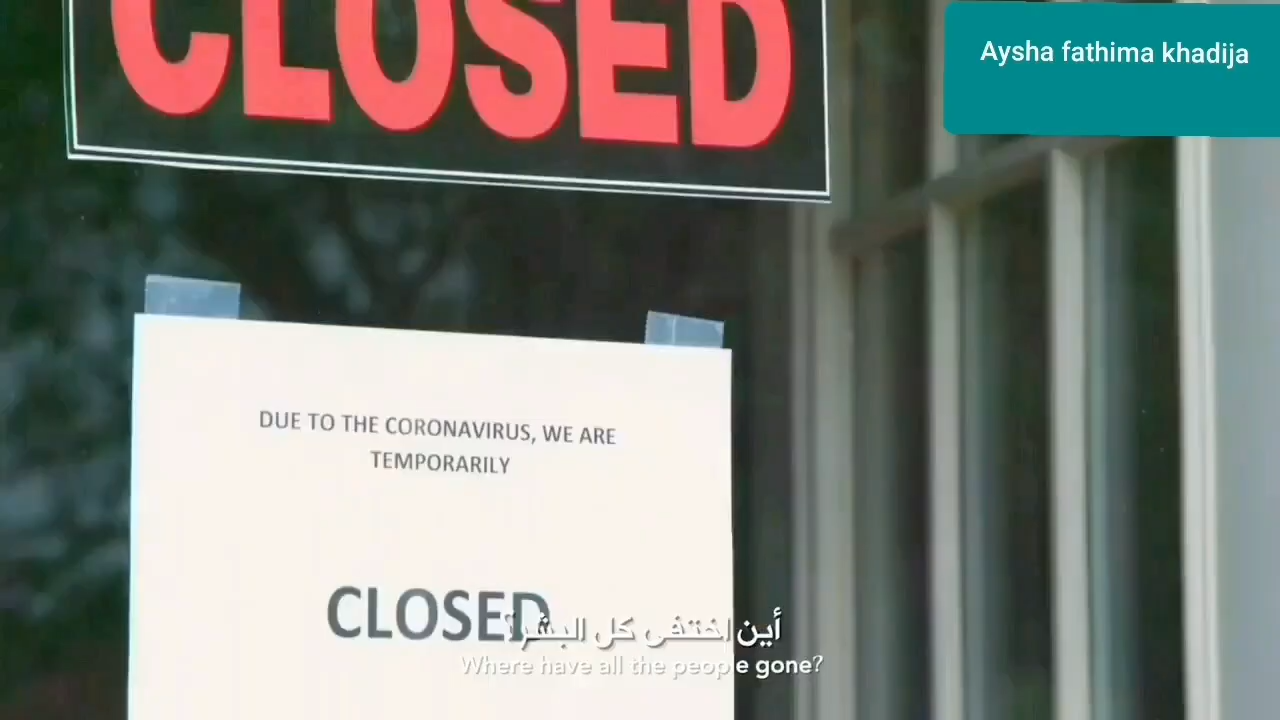 CLOSED
Aysha fathima khadija
DUE TO THE CORONAVIRUS, WE ARE
TEMPORARILY
CLOSED
أين اختفى كل البشر؟
Where have all the people gone?